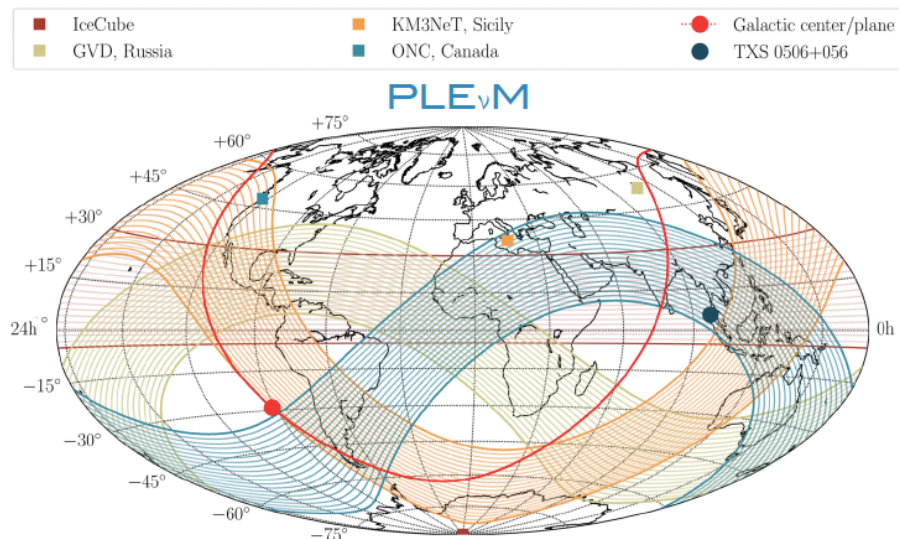 IceCube KM3NeT, Sicily Galactic center/plane
GVD, Russia ONC, Canada TXS 0506+056
PLEνM
+75°
+60°
+45°
+30°
+15°
24h 0h
−15°
−30°
−45°
−60°
−75°